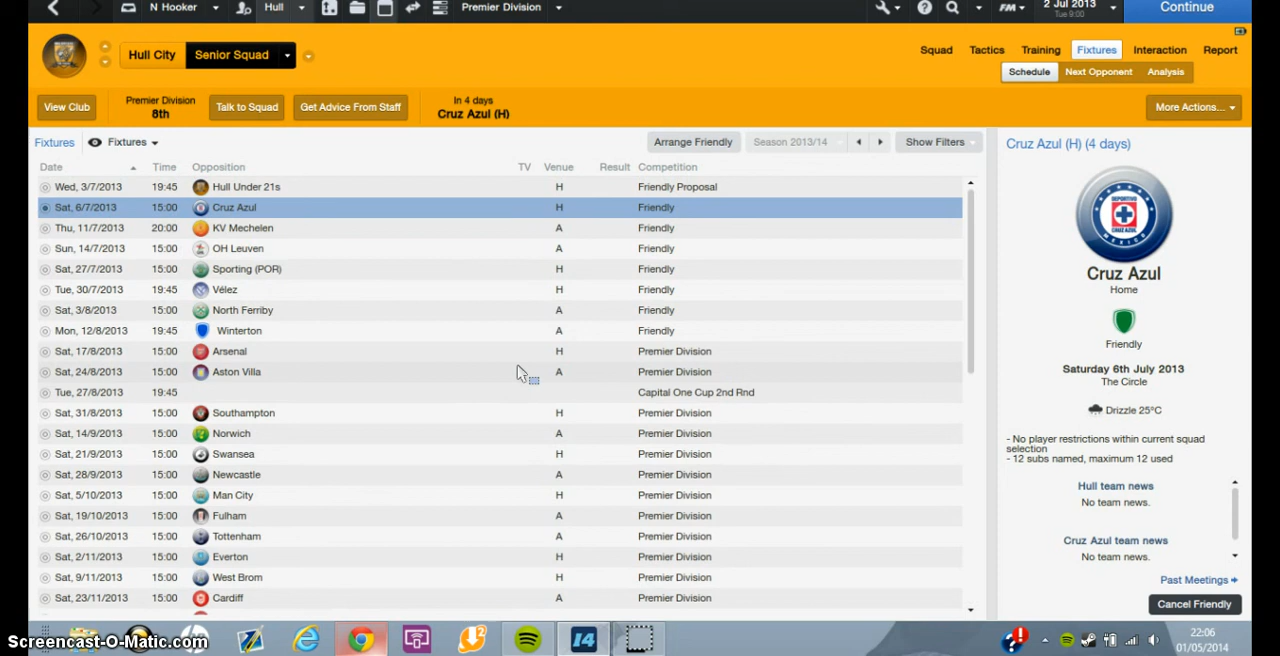 N Hooker Hull Premier Division FM 2 Jul 2013 Continue
Tue 9:00
Hull City Senior Squad Squad Tactics Training Fixtures Interaction Report
Schedule Next Opponent Analysis
View Club Premier Division Talk to Squad Get Advice From Staff In 4 days More Actions...
8th Cruz Azul (H)
Fixtures Fixtures Arrange Friendly Season 2013/14 Show Filters
Date Time Opposition TV Venue Result Competition
Wed, 3/7/2013 19:45 Hull Under 21s H Friendly Proposal
Sat, 6/7/2013 15:00 Cruz Azul H Friendly
Thu, 11/7/2013 20:00 KV Mechelen A Friendly
Sun, 14/7/2013 15:00 OH Leuven A Friendly
Sat, 27/7/2013 15:00 Sporting (POR) H Friendly
Tue, 30/7/2013 19:45 Vélez H Friendly
Sat, 3/8/2013 15:00 North Ferriby A Friendly
Mon, 12/8/2013 19:45 Winterton A Friendly
Sat, 17/8/2013 15:00 Arsenal H Premier Division
Sat, 24/8/2013 15:00 Aston Villa A Premier Division
Tue, 27/8/2013 19:45 Capital One Cup 2nd Rnd
Sat, 31/8/2013 15:00 Southampton H Premier Division
Sat, 14/9/2013 15:00 Norwich A Premier Division
Sat, 21/9/2013 15:00 Swansea H Premier Division
Sat, 28/9/2013 15:00 Newcastle A Premier Division
Sat, 5/10/2013 15:00 Man City H Premier Division
Sat, 19/10/2013 15:00 Fulham A Premier Division
Sat, 26/10/2013 15:00 Tottenham A Premier Division
Sat, 2/11/2013 15:00 Everton H Premier Division
Sat, 9/11/2013 15:00 West Brom H Premier Division
Sat, 23/11/2013 15:00 Cardiff A Premier Division
Cruz Azul (H) (4 days)
DEPORTIVO
CRUZ AZUL
MEXICO
Cruz Azul
Home
Friendly
Saturday 6th July 2013
The Circle
Drizzle 25°C
- No player restrictions within current squad
selection
- 12 subs named, maximum 12 used
Hull team news
No team news.
Cruz Azul team news
No team news.
Past Meetings
Cancel Friendly
Screencast-O-Matic.com
2
14
22:06
01/05/2014